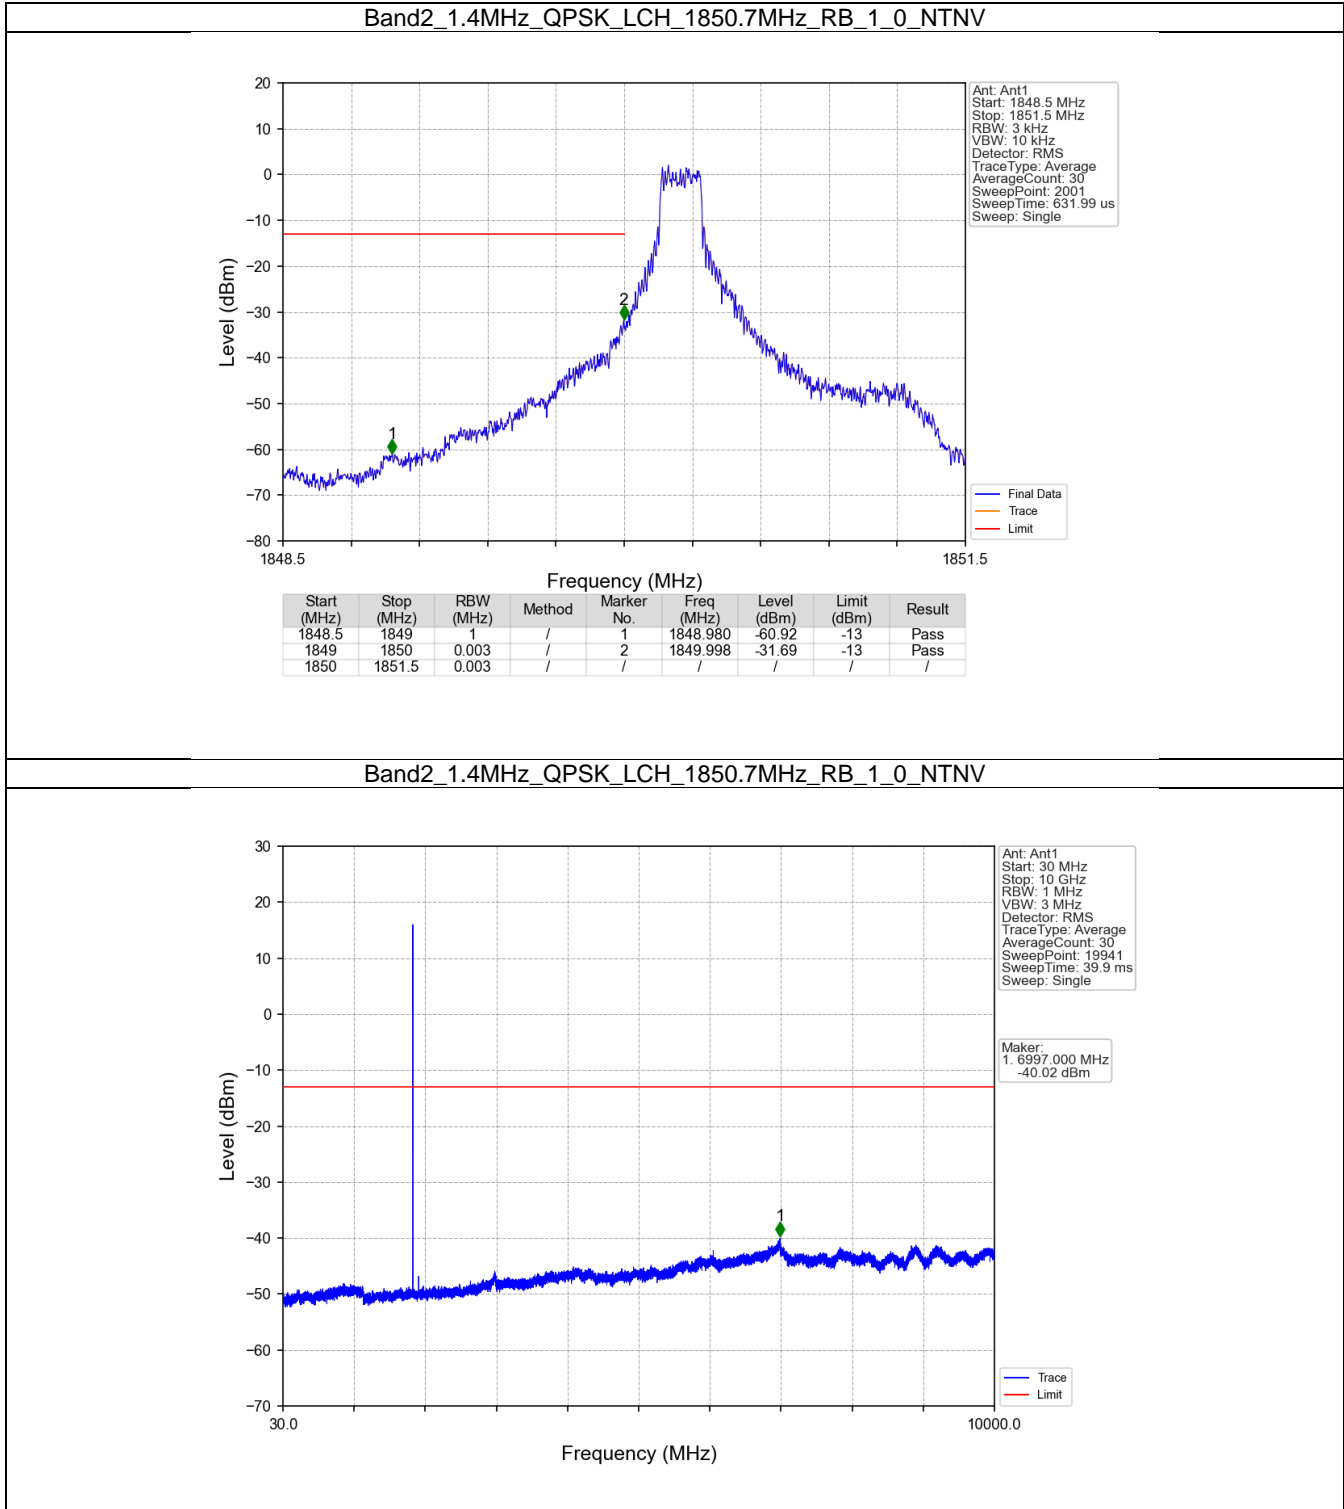 Band2_1.4MHz_QPSK_LCH_1850.7MHz_RB_1_0_NTNV
20
10
0
−10
−20
−30
−40
−50
−60
−70
−80
Level (dBm)
1
2
1848.5
1851.5
Frequency (MHz)
Ant: Ant1
Start: 1848.5 MHz
Stop: 1851.5 MHz
RBW: 3 kHz
VBW: 10 kHz
Detector: RMS
TraceType: Average
AverageCount: 30
SweepPoint: 2001
SweepTime: 631.99 us
Sweep: Single
Final Data
Trace
Limit
Start (MHz) Stop (MHz) RBW (MHz) Method Marker No. Freq (MHz) Level (dBm) Limit (dBm) Result
1848.5 1849 1 / 1 1848.980 -60.92 -13 Pass
1849 1850 0.003 / 2 1849.998 -31.69 -13 Pass
1850 1851.5 0.003 / / / / / /
Band2_1.4MHz_QPSK_LCH_1850.7MHz_RB_1_0_NTNV
30
20
10
0
−10
−20
−30
−40
−50
−60
−70
Level (dBm)
1
30.0
10000.0
Frequency (MHz)
Ant: Ant1
Start: 30 MHz
Stop: 10 GHz
RBW: 1 MHz
VBW: 3 MHz
Detector: RMS
TraceType: Average
AverageCount: 30
SweepPoint: 19941
SweepTime: 39.9 ms
Sweep: Single
Maker:
1. 6997.000 MHz
-40.02 dBm
Trace
Limit